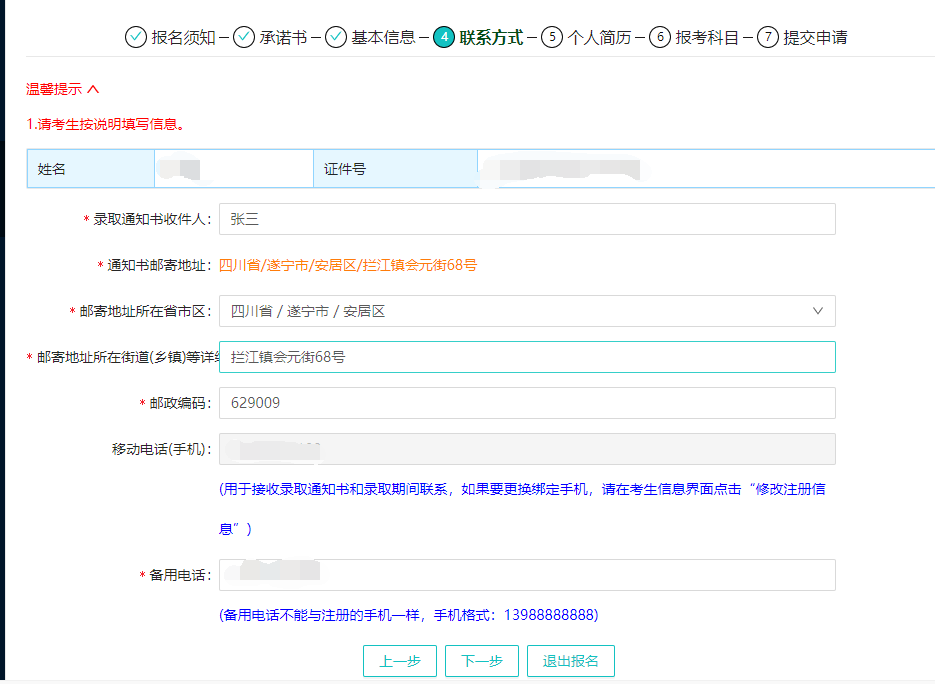 报名须知 承诺书 基本信息 4 联系方式 5 个人简历 6 报考科目 7 提交申请
温馨提示
1.请考生按说明填写信息。
姓名 证件号
* 录取通知书收件人: 张三
* 通知书邮寄地址: 四川省/遂宁市/安居区/拦江镇会元街68号
* 邮寄地址所在省市区: 四川省 / 遂宁市 / 安居区
* 邮寄地址所在街道(乡镇)等详 拦江镇会元街68号
* 邮政编码: 629009
移动电话(手机):
(用于接收录取通知书和录取期间联系，如果要更换绑定手机，请在考生信息界面点击“修改注册信
息”)
* 备用电话:
(备用电话不能与注册的手机一样，手机格式：13988888888)
上一步 下一步 退出报名